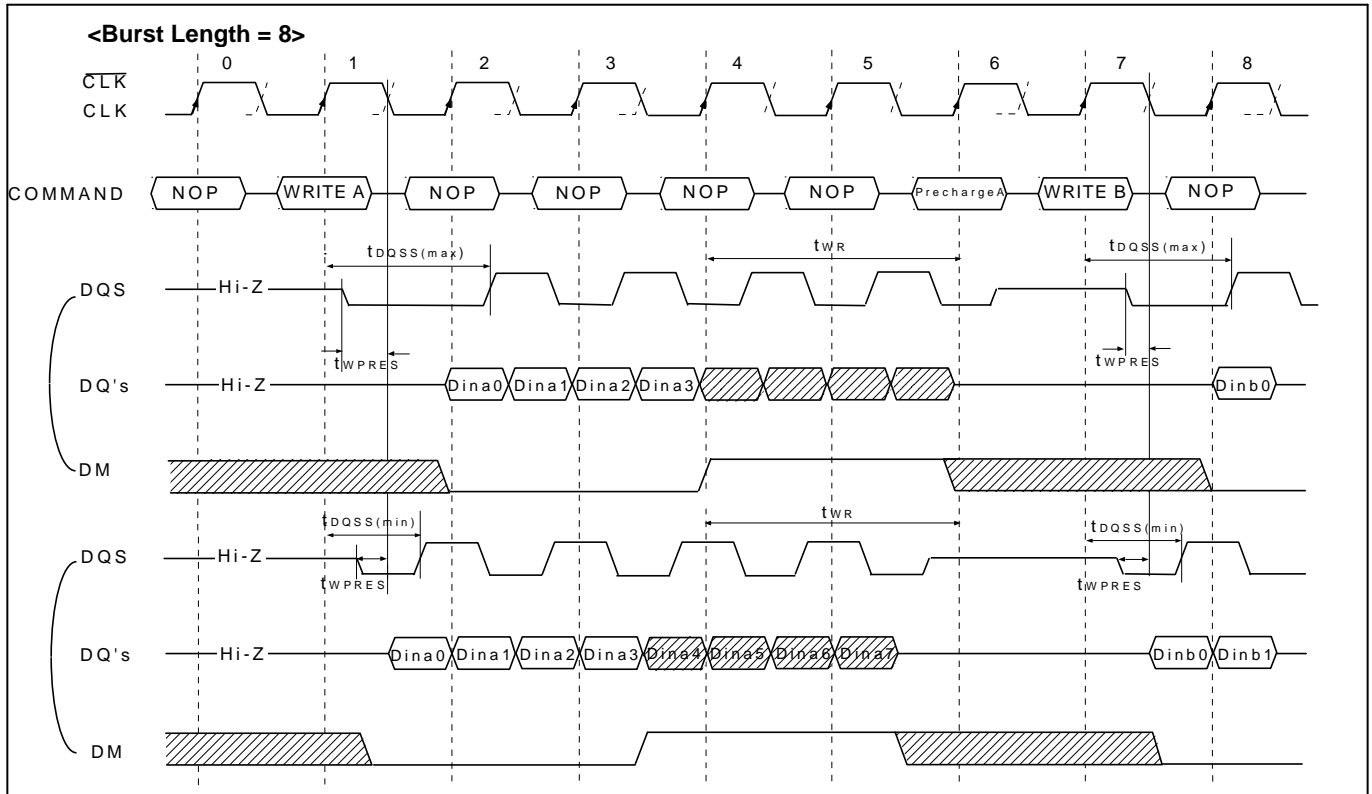 <Burst Length = 8>
0 1 2 3 4 5 6 7 8
CLK
CLK
COMMAND NOP WRITE A NOP NOP NOP NOP PrechargeA WRITE B NOP
tDQSS(max) tWR tDQSS(max)
DQS Hi-Z
tWPRES tWPRES
DQ's Hi-Z Dina0 Dina1 Dina2 Dina3 Dinb0
DM
tDQSS(min) tWR tDQSS(min)
DQS Hi-Z
tWPRES tWPRES
DQ's Hi-Z Dina0 Dina1 Dina2 Dina3 Dina4 Dina5 Dina6 Dina7 Dinb0 Dinb1
DM